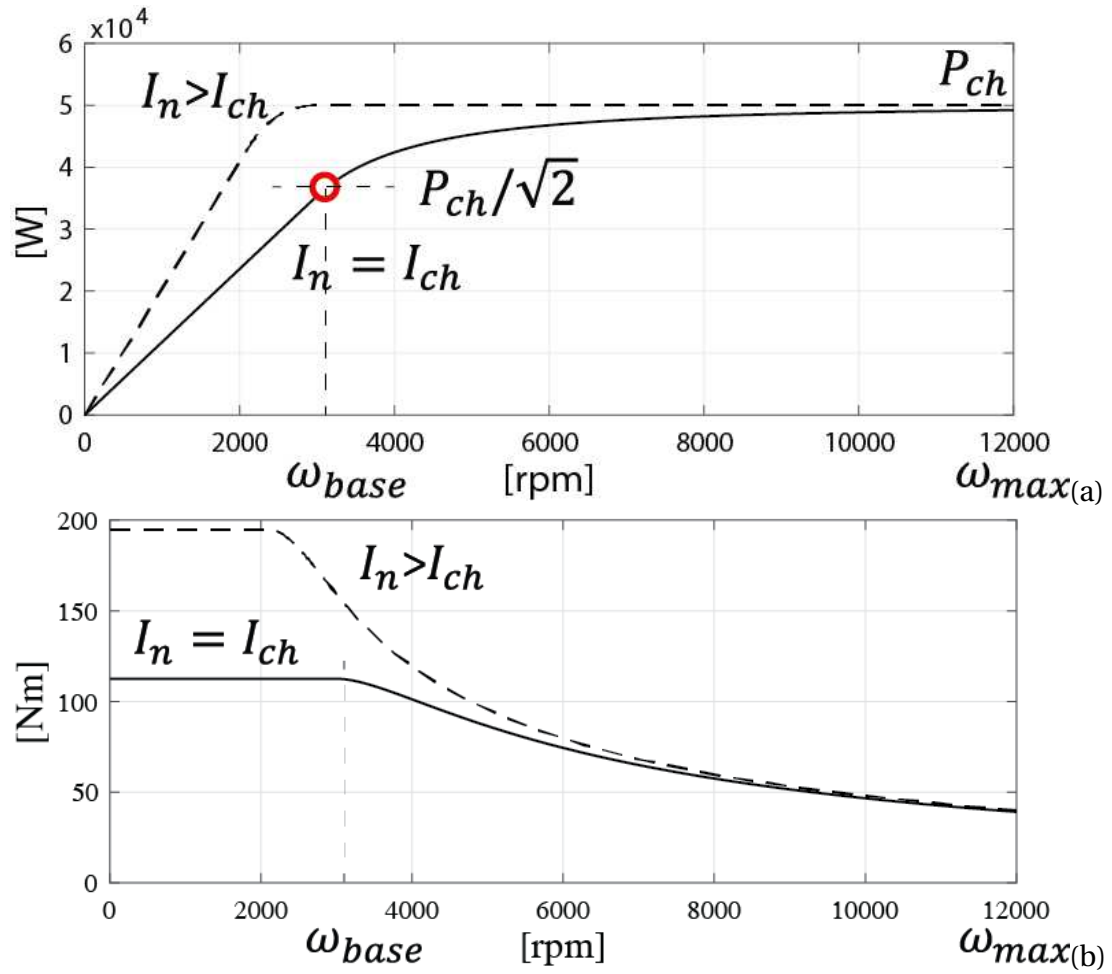 x10⁴
6
I_n>I_ch
P_ch
5
4
P_ch/√2
[W]
3
I_n = I_ch
2
1
0
0 2000 4000 6000 8000 10000 12000
ω_base [rpm] ω_max (a)
200
I_n>I_ch
150
I_n = I_ch
[Nm]
100
50
0
0 2000 4000 6000 8000 10000 12000
ω_base [rpm] ω_max (b)